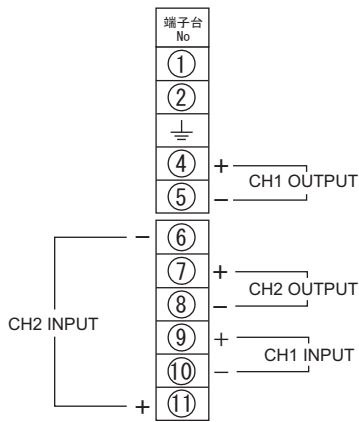 端子台
No
①
②
④ +
CH1 OUTPUT
⑤ −
− ⑥
⑦ +
CH2 OUTPUT
⑧ −
CH2 INPUT
⑨ +
CH1 INPUT
⑩ −
+ ⑪